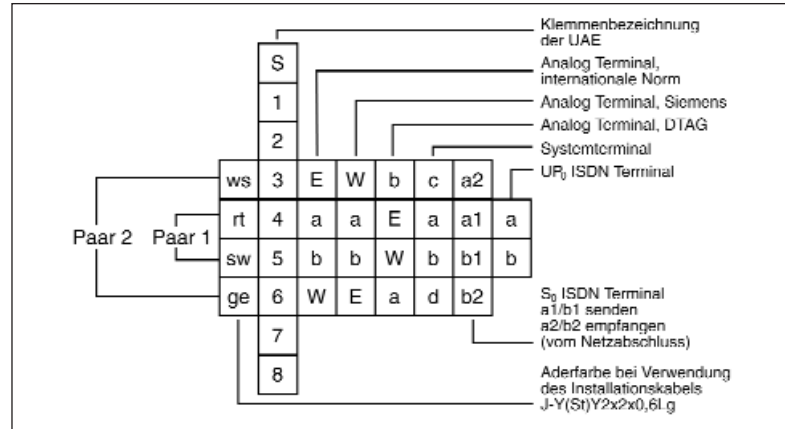 Klemmenbezeichnung
der UAE
S
Analog Terminal,
internationale Norm
1
Analog Terminal, Siemens
Analog Terminal, DTAG
2
Systemterminal
UP0 ISDN Terminal
ws 3 E W b c a2
rt 4 a a E a a1 a
Paar 2 Paar 1
sw 5 b b W b b1 b
ge 6 W E a d b2
S0 ISDN Terminal
a1/b1 senden
a2/b2 empfangen
(vom Netzabschluss)
7
8
Aderfarbe bei Verwendung
des Installationskabels
J-Y(St)Y2x2x0,6Lg